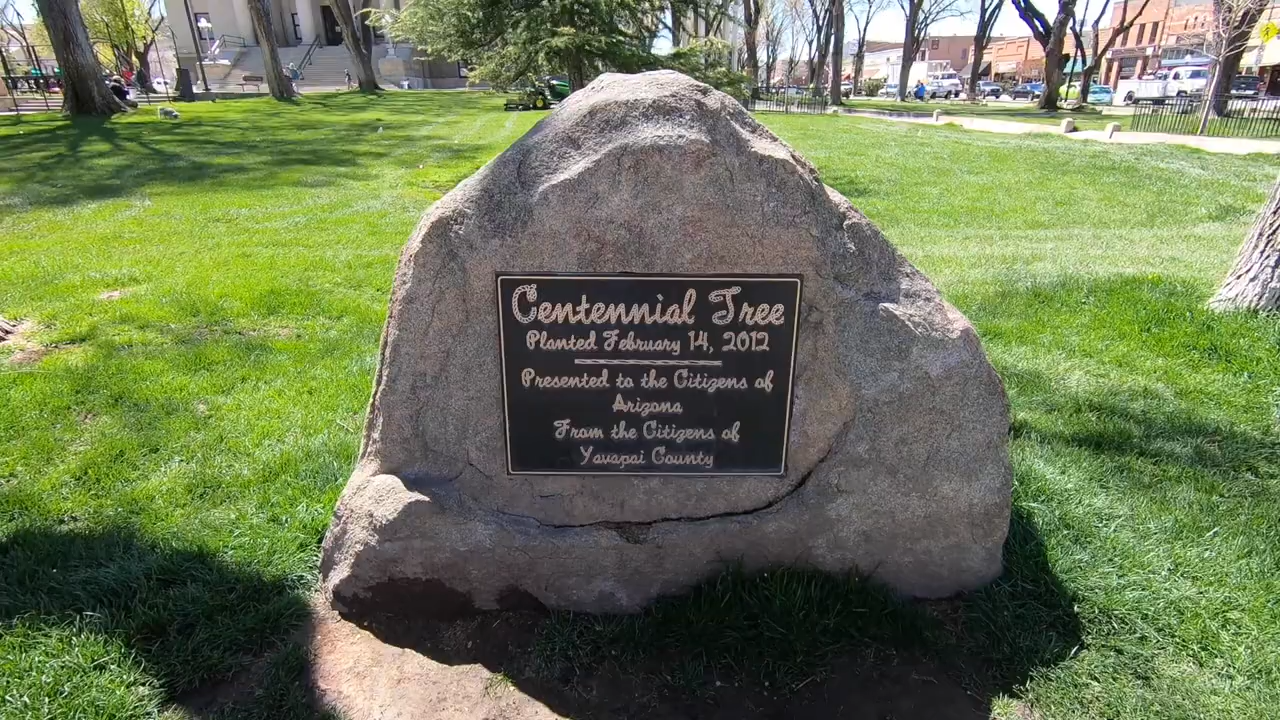 Centennial Tree
Planted February 14, 2012
Presented to the Citizens of
Arizona
From the Citizens of
Yavapai County